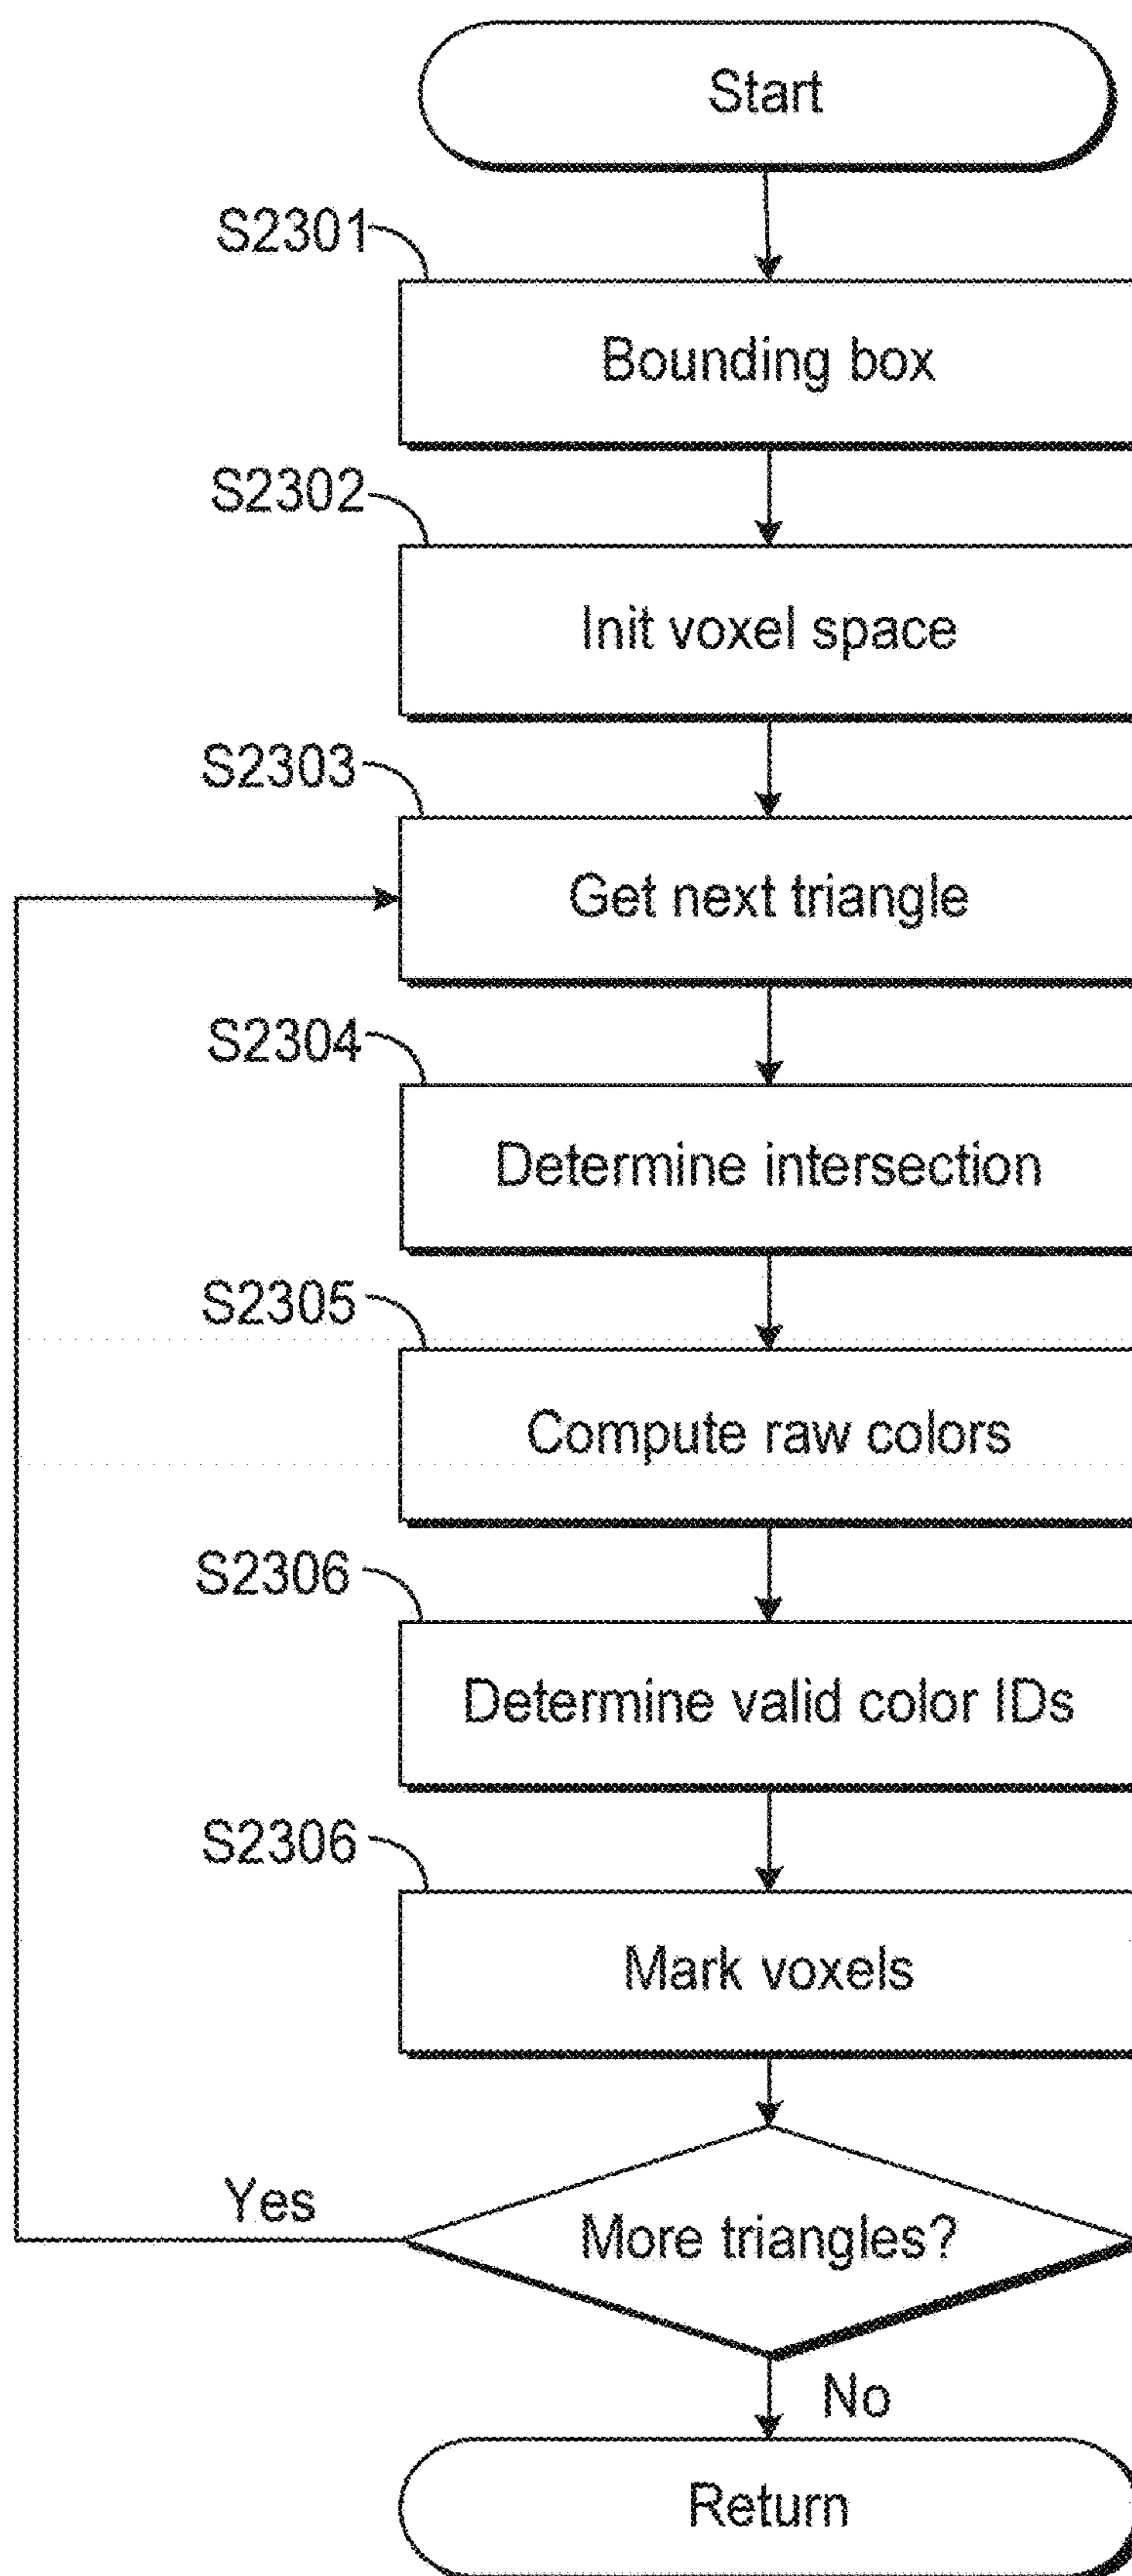 Start
S2301
Bounding box
S2302
Init voxel space
S2303
Get next triangle
S2304
Determine intersection
S2305
Compute raw colors
S2306
Determine valid color IDs
S2306
Mark voxels
Yes
More triangles?
No
Return